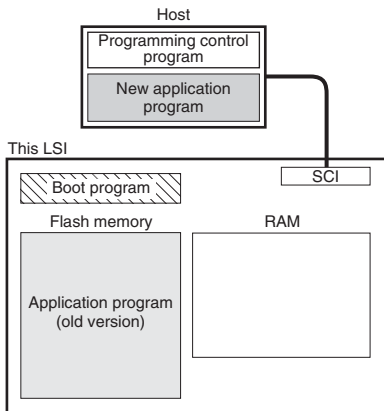 Host
Programming control
program
New application
program
This LSI
SCI
Boot program
Flash memory
RAM
Application program
(old version)